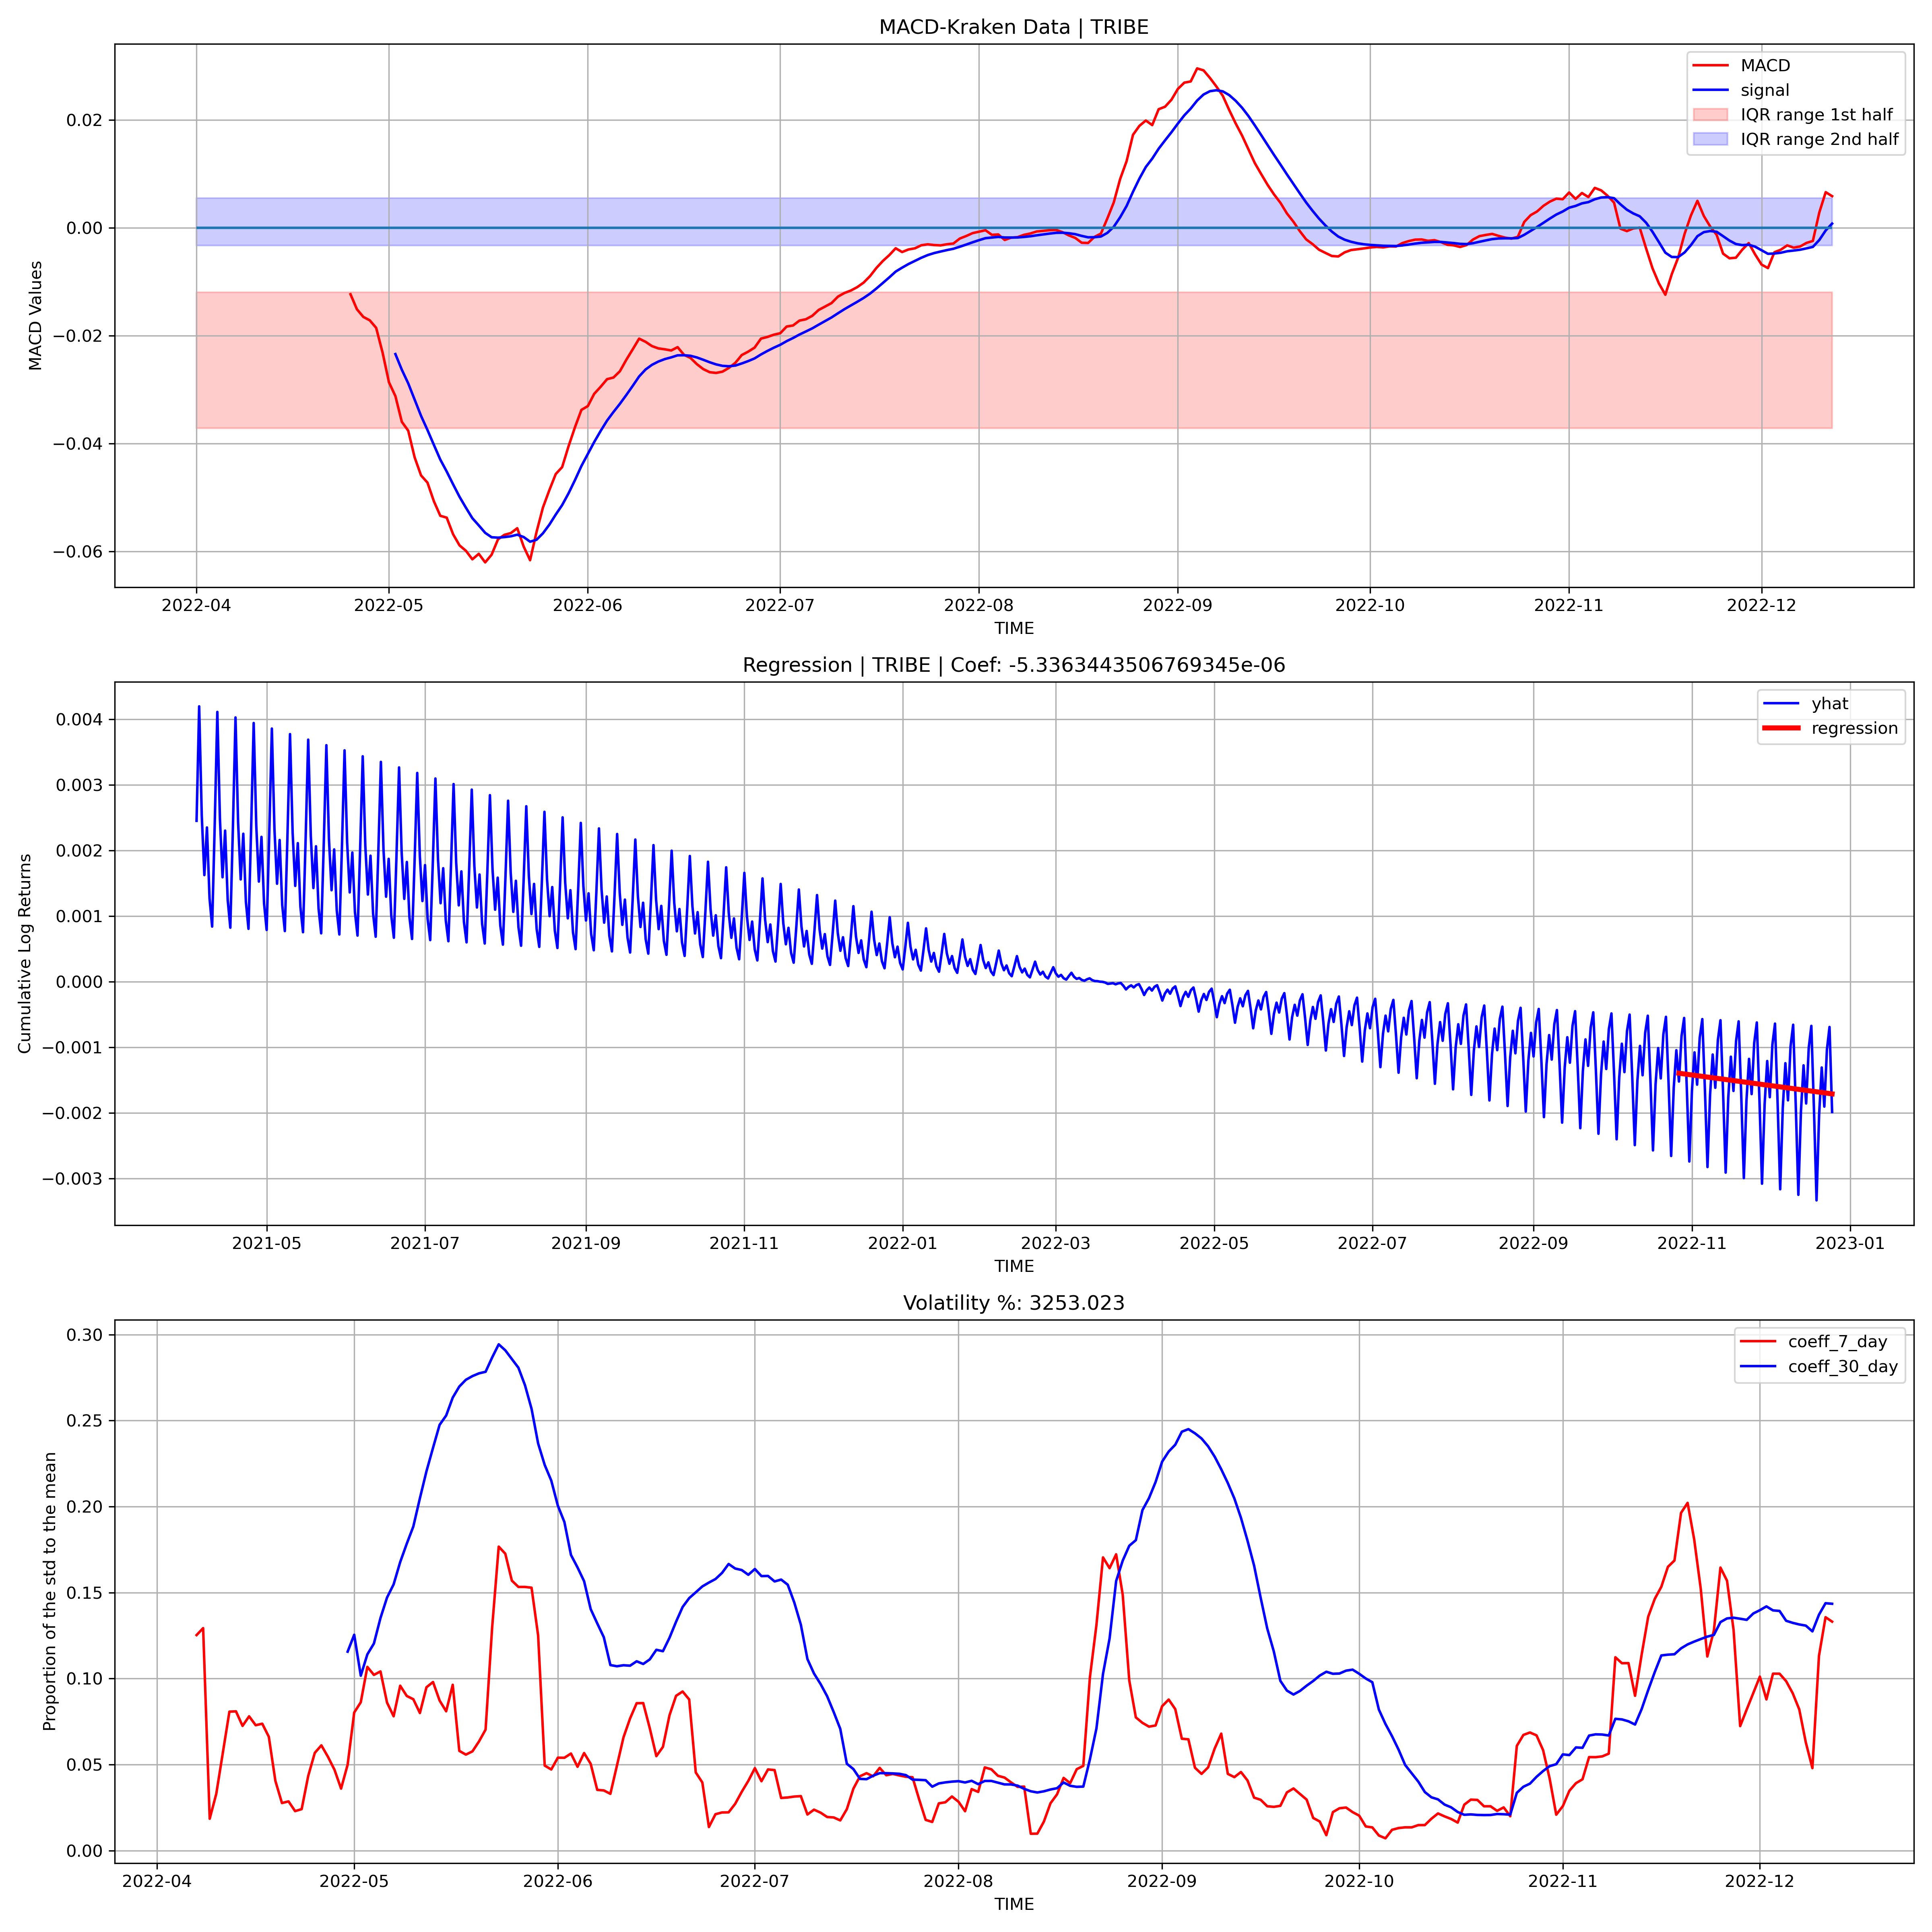 MACD-Kraken Data | TRIBE
MACD
signal
IQR range 1st half
IQR range 2nd half
MACD Values
0.02
0.00
−0.02
−0.04
−0.06
2022-04 2022-05 2022-06 2022-07 2022-08 2022-09 2022-10 2022-11 2022-12
TIME
Regression | TRIBE | Coef: -5.3363443506769345e-06
yhat
regression
Cumulative Log Returns
0.004
0.003
0.002
0.001
0.000
−0.001
−0.002
−0.003
2021-05 2021-07 2021-09 2021-11 2022-01 2022-03 2022-05 2022-07 2022-09 2022-11 2023-01
TIME
Volatility %: 3253.023
coeff_7_day
coeff_30_day
Proportion of the std to the mean
0.30
0.25
0.20
0.15
0.10
0.05
0.00
2022-04 2022-05 2022-06 2022-07 2022-08 2022-09 2022-10 2022-11 2022-12
TIME